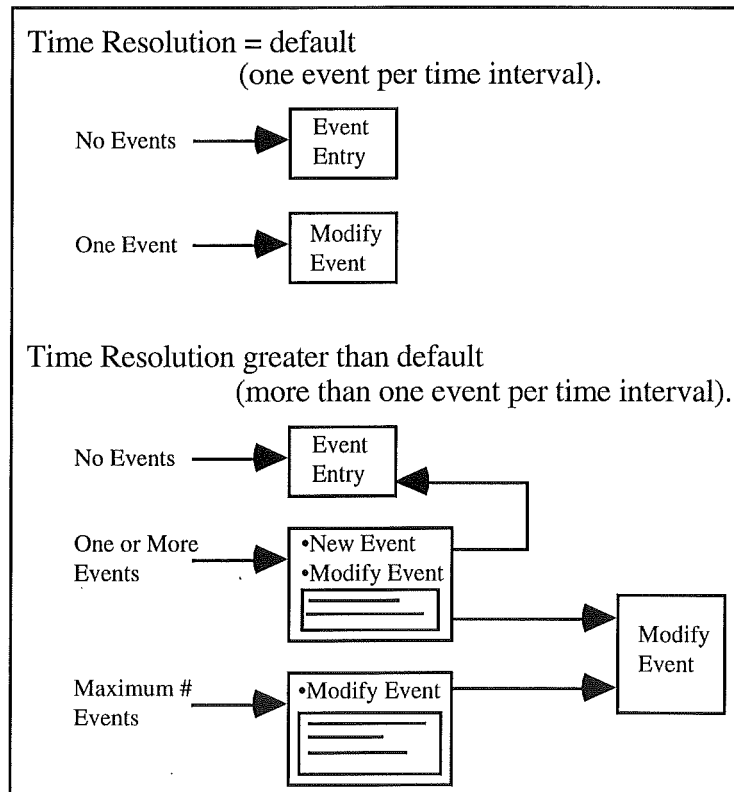 Time Resolution = default
(one event per time interval).
No Events
Event
Entry
One Event
Modify
Event
Time Resolution greater than default
(more than one event per time interval).
No Events
Event
Entry
One or More
Events
•New Event
•Modify Event
Modify
Event
Maximum #
Events
•Modify Event